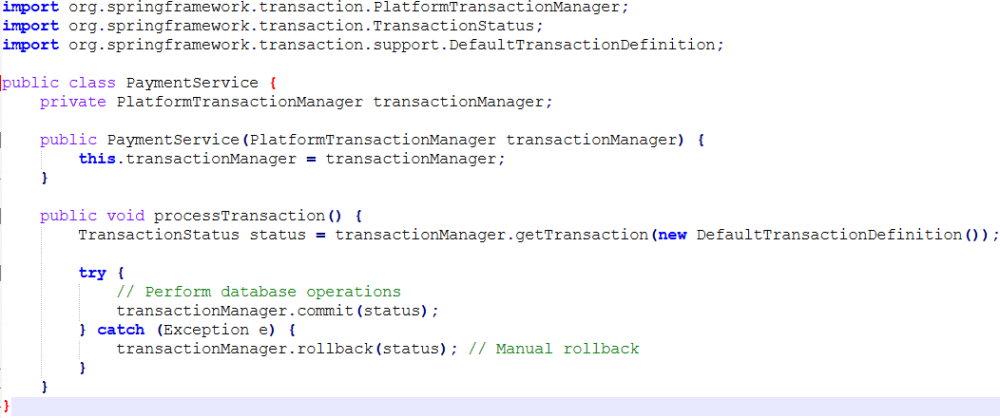 import org.springframework.transaction.PlatformTransactionManager;
import org.springframework.transaction.TransactionStatus;
import org.springframework.transaction.support.DefaultTransactionDefinition;

public class PaymentService {
    private PlatformTransactionManager transactionManager;

    public PaymentService(PlatformTransactionManager transactionManager) {
        this.transactionManager = transactionManager;
    }

    public void processTransaction() {
        TransactionStatus status = transactionManager.getTransaction(new DefaultTransactionDefinition());

        try {
            // Perform database operations
            transactionManager.commit(status);
        } catch (Exception e) {
            transactionManager.rollback(status); // Manual rollback
        }
    }
}